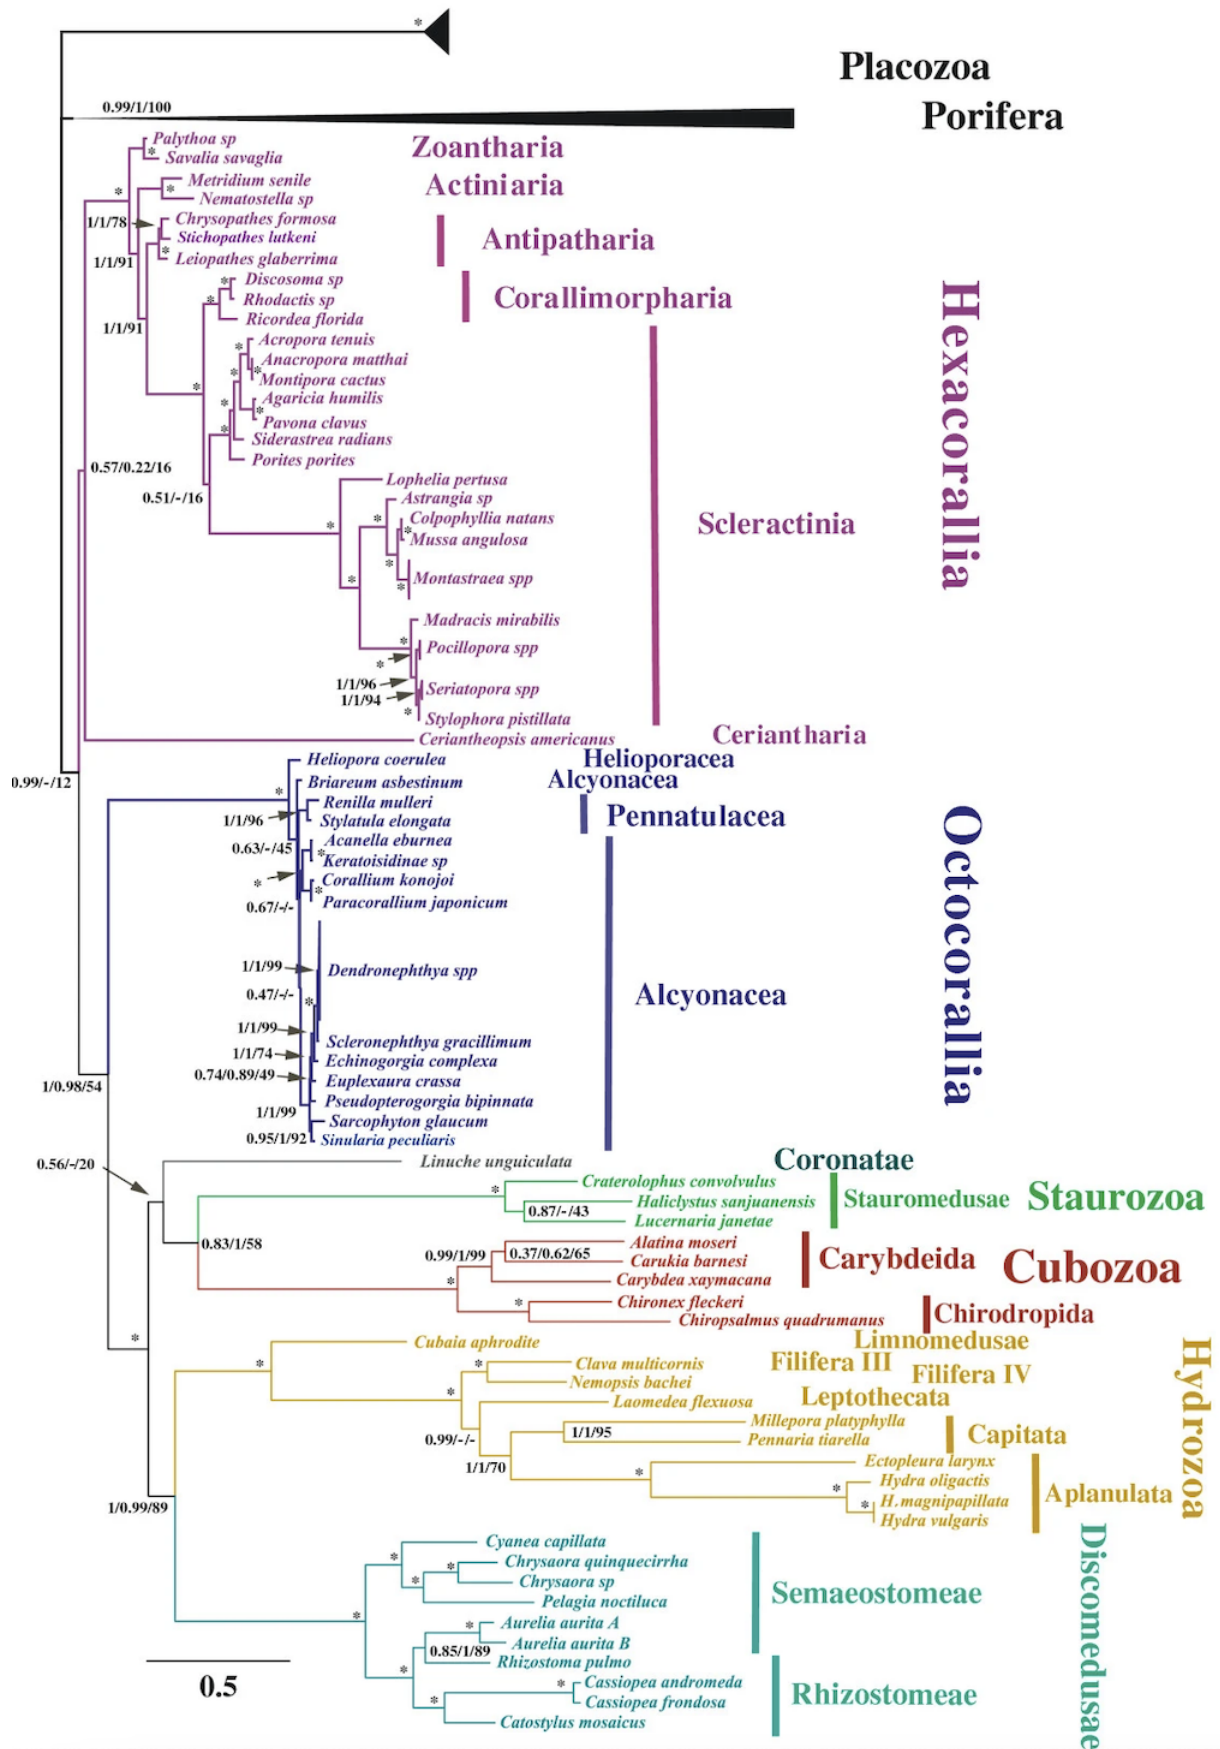 *
Placozoa
0.99/1/100
Porifera
Palythoa sp
*
Savalia savaglia
Zoantharia
Metridium senile
*
*
Nematostella sp
Actiniaria
1/1/78
Chrysopathes formosa
Stichopathes lutkeni
*
Leiopathes glaberrima
Antipatharia
1/1/91
Discosoma sp
*
*
Rhodactis sp
Ricordea florida
Corallimorpharia
1/1/91
Acropora tenuis
*
Anacropora matthai
*
*
Montipora cactus
*
Agaricia humilis
*
*
Pavona clavus
*
Siderastrea radians
Porites porites
0.57/0.22/16
0.51/-/16
Lophelia pertusa
Astrangia sp
*
*
Colpophyllia natans
*
Mussa angulosa
*
*
*
Montastraea spp
Scleractinia
Hexacorallia
Madracis mirabilis
*
Pocillopora spp
*
1/1/96
1/1/94
Seriatopora spp
*
Stylophora pistillata
Ceriantheopsis americanus
Ceriantharia
0.99/-/12
Heliopora coerulea
Helioporacea
*
Briareum asbestinum
Alcyonacea
Renilla mulleri
1/1/96
Stylatula elongata
Pennatulacea
Acanella eburnea
0.63/-/45
*
Keratoisidinae sp
*
Corallium konojoi
*
0.67/-/-
Paracorallium japonicum
1/1/99
Dendronephthya spp
0.47/-/-
*
Alcyonacea
Octocorallia
1/1/99
Scleronephthya gracillimum
1/1/74
Echinogorgia complexa
0.74/0.89/49
Euplexaura crassa
Pseudopterogorgia bipinnata
1/1/99
Sarcophyton glaucum
0.95/1/92
Sinularia peculiaris
1/0.98/54
0.56/-/20
Linuche unguiculata
Coronatae
Craterolophus convolvulus
*
Haliclystus sanjuanensis
0.87/-/43
Lucernaria janetae
Stauromedusae
Staurozoa
0.83/1/58
Alatina moseri
0.99/1/99
0.37/0.62/65
Carukia barnesi
*
Carybdea xaymacana
Carybdeida
Cubozoa
*
Chironex fleckeri
Chiropsalmus quadrumanus
Chirodropida
*
Cubaia aphrodite
Limnomedusae
*
Clava multicornis
*
Filifera III
Nemopsis bachei
*
Filifera IV
Laomedea flexuosa
Leptothecata
Millepora platyphylla
1/1/95
Pennaria tiarella
Capitata
0.99/-/-
1/1/70
Ectopleura larynx
*
Hydra oligactis
*
H.magnipapillata
*
Hydra vulgaris
Aplanulata
Hydrozoa
1/0.99/89
Cyanea capillata
*
Chrysaora quinquecirrha
*
Chrysaora sp
*
Pelagia noctiluca
Semaeostomeae
*
Aurelia aurita A
*
Aurelia aurita B
0.85/1/89
Rhizostoma pulmo
*
Cassiopea andromeda
*
Cassiopea frondosa
*
Catostylus mosaicus
Rhizostomeae
Discomedusae
0.5